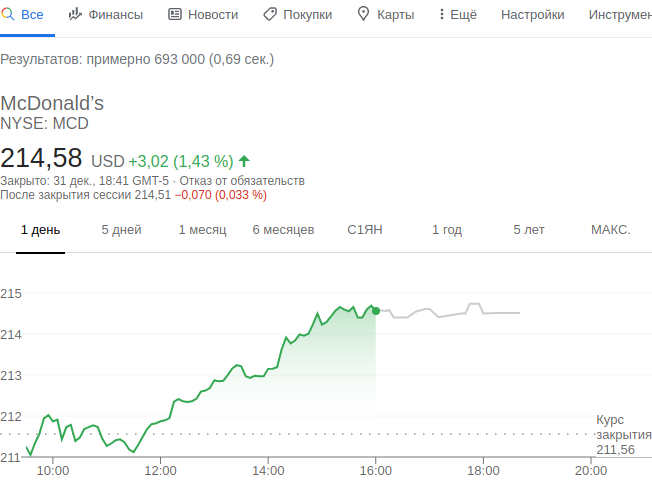 Все Финансы Новости Покупки Карты Ещё Настройки Инструмен
Результатов: примерно 693 000 (0,69 сек.)
McDonald's
NYSE: MCD
214,58 USD +3,02 (1,43 %)
Закрыто: 31 дек., 18:41 GMT-5 · Отказ от обязательств
После закрытия сессии 214,51 −0,070 (0,033 %)
1 день 5 дней 1 месяц 6 месяцев С1ЯН 1 год 5 лет МАКС.
215
214
213
212
Курс
закрытия
211,56
211
10:00 12:00 14:00 16:00 18:00 20:00